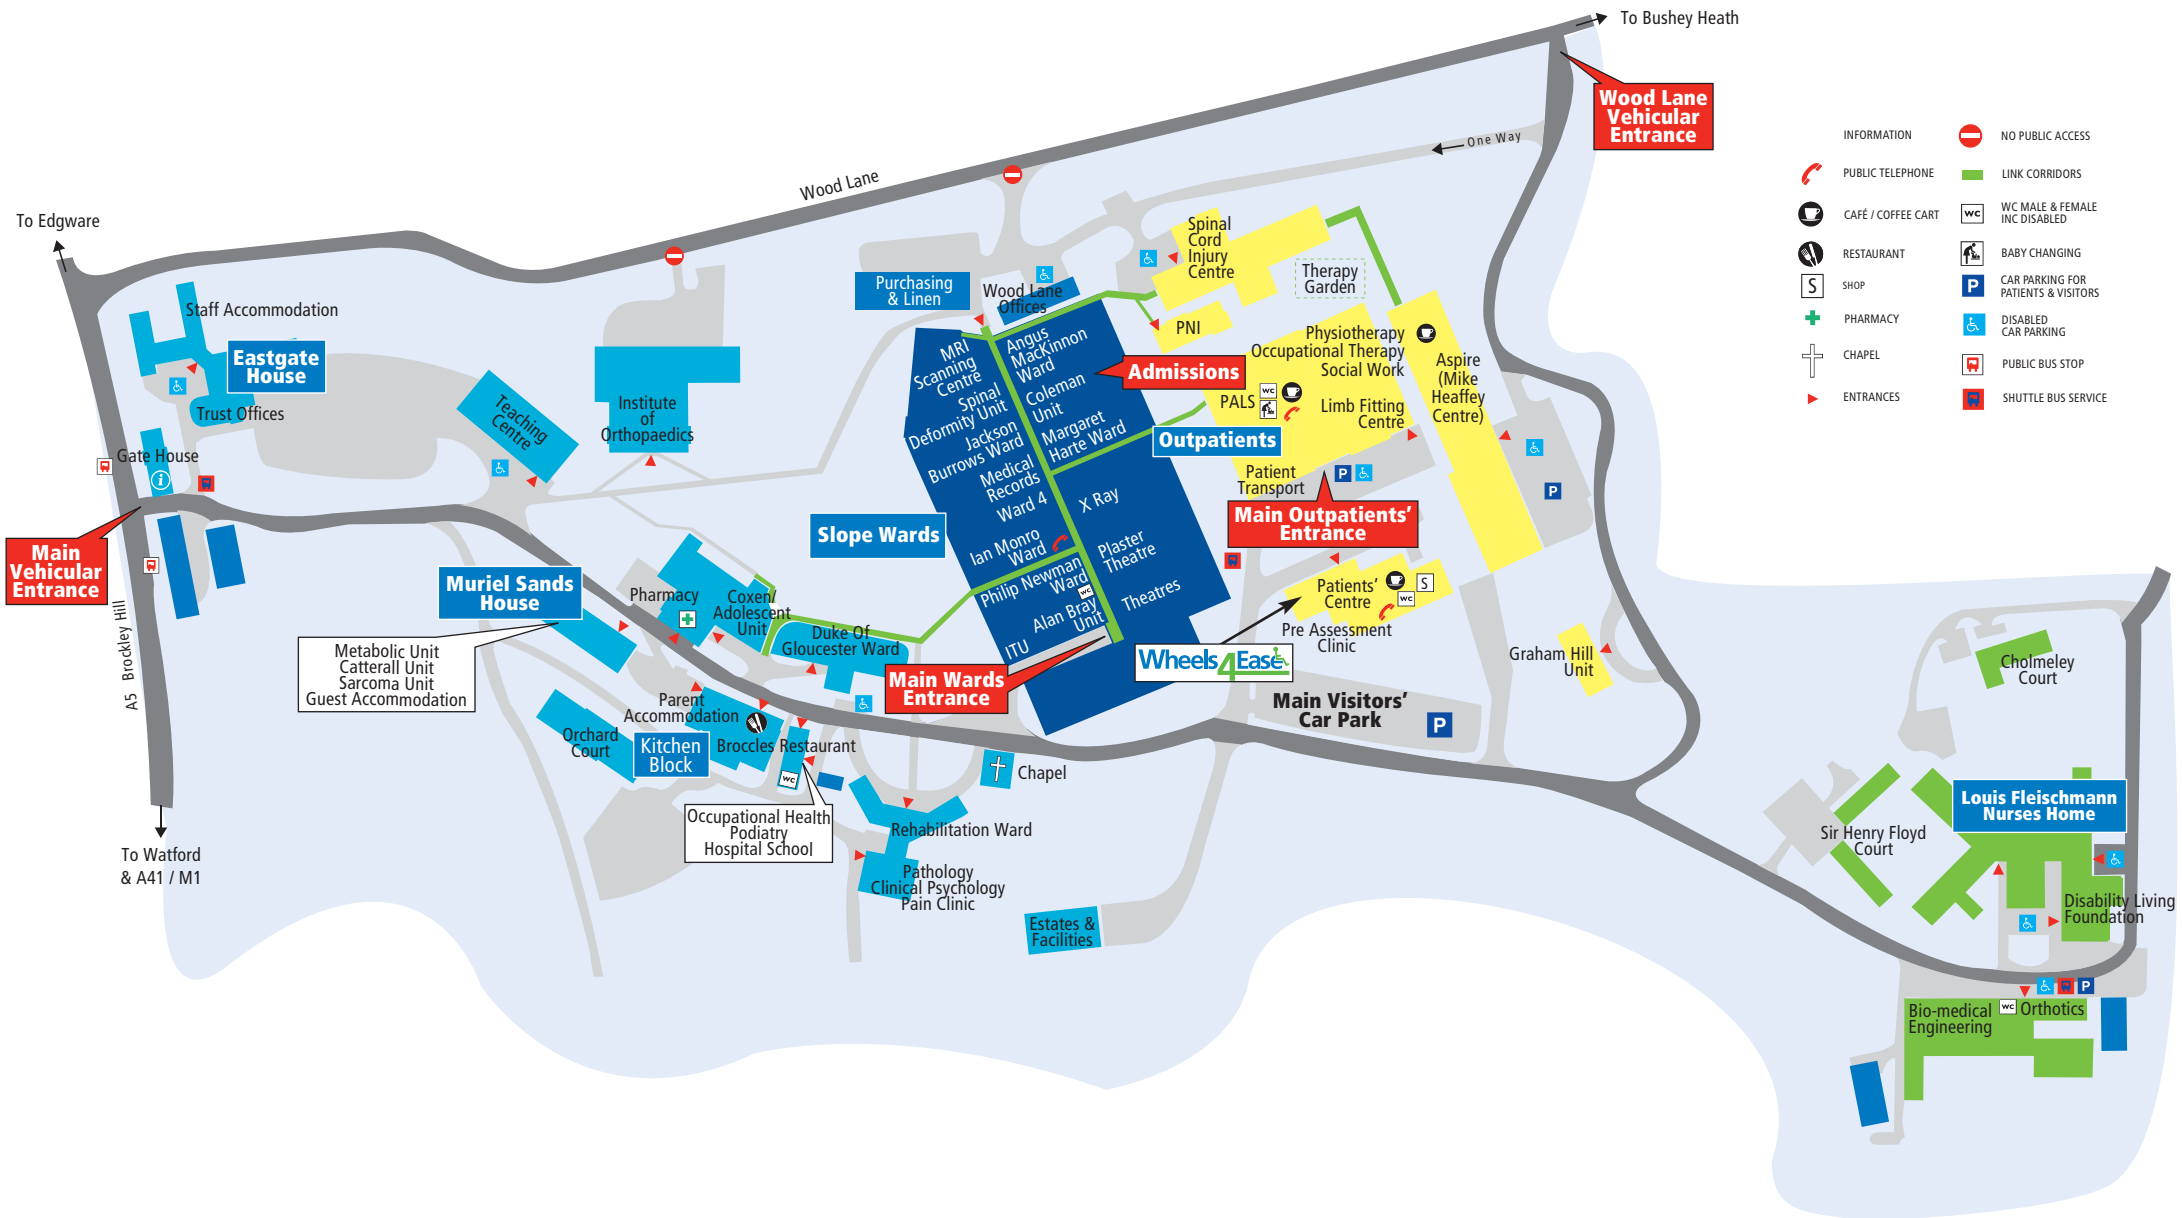 To Bushey Heath
Wood Lane
Vehicular
Entrance
One Way
Wood Lane
To Edgware
INFORMATION
PUBLIC TELEPHONE
CAFÉ / COFFEE CART
RESTAURANT
S
SHOP
PHARMACY
CHAPEL
ENTRANCES
NO PUBLIC ACCESS
LINK CORRIDORS
WC
WC MALE & FEMALE
INC DISABLED
BABY CHANGING
P
CAR PARKING FOR
PATIENTS & VISITORS
DISABLED
CAR PARKING
PUBLIC BUS STOP
SHUTTLE BUS SERVICE
Staff Accommodation
Eastgate
House
Trust Offices
Gate House
i
Main
Vehicular
Entrance
A5 Brockley Hill
To Watford
& A41 / M1
Teaching
Centre
Institute
of
Orthopaedics
Purchasing
& Linen
Wood Lane
Offices
Spinal
Cord
Injury
Centre
Therapy
Garden
PNI
MRI
Scanning
Centre
Spinal
Deformity Unit
Jackson
Burrows Ward
Medical
Records
Ward 4
Ian Monro
Ward
Philip Newman
Ward
WC
Alan Bray
Unit
ITU
Angus
MacKinnon
Ward
Coleman
Unit
Margaret
Harte Ward
X Ray
Plaster
Theatre
Theatres
Admissions
Physiotherapy
Occupational Therapy
Social Work
WC
PALS
Limb Fitting
Centre
Aspire
(Mike
Heaffey
Centre)
Outpatients
Patient
Transport
P
P
Main Outpatients'
Entrance
Slope Wards
Patients'
Centre
S
WC
Pre Assessment
Clinic
Wheels4Ease
Graham Hill
Unit
Main Visitors'
Car Park
P
Main Wards
Entrance
Muriel Sands
House
Metabolic Unit
Catterall Unit
Sarcoma Unit
Guest Accommodation
Pharmacy
Coxen/
Adolescent
Unit
Duke Of
Gloucester Ward
Parent
Accommodation
Orchard
Court
Kitchen
Block
Broccles Restaurant
WC
Occupational Health
Podiatry
Hospital School
Chapel
Rehabilitation Ward
Pathology
Clinical Psychology
Pain Clinic
Estates &
Facilities
Cholmeley
Court
Louis Fleischmann
Nurses Home
Sir Henry Floyd
Court
Disability Living
Foundation
P
Bio-medical
Engineering
WC
Orthotics